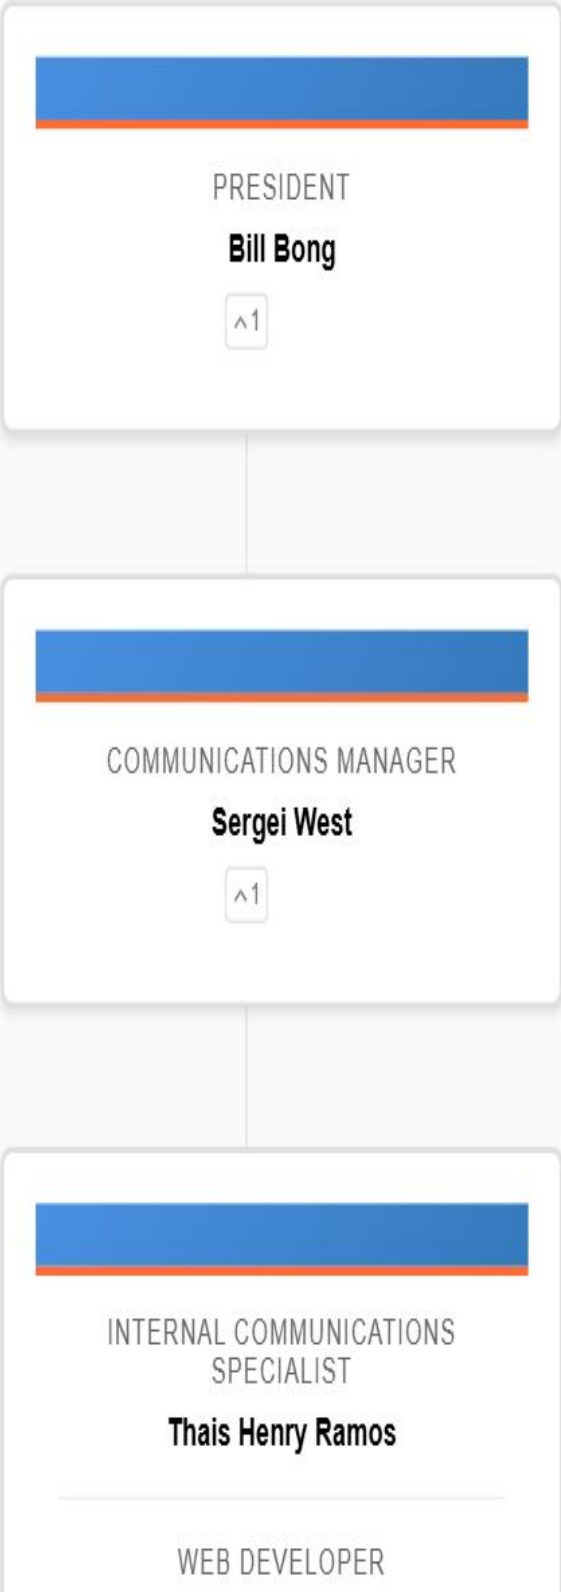 PRESIDENT
Bill Bong
^1
COMMUNICATIONS MANAGER
Sergei West
^1
INTERNAL COMMUNICATIONS
SPECIALIST
Thais Henry Ramos
WEB DEVELOPER